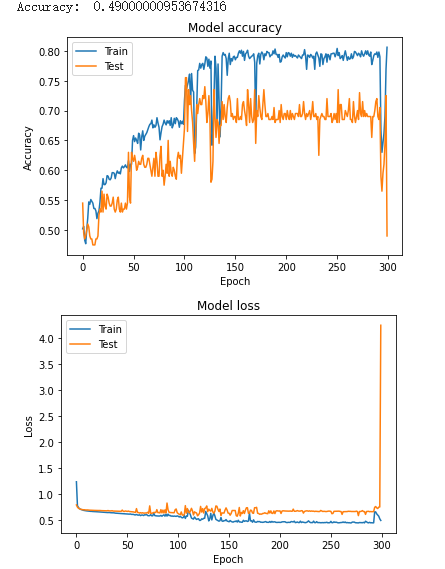 Accuracy: 0.49000000953674316
Model accuracy
Train
Test
0.80
0.75
0.70
0.65
0.60
0.55
0.50
Accuracy
0 50 100 150 200 250 300
Epoch
Model loss
Train
Test
4.0
3.5
3.0
2.5
2.0
1.5
1.0
0.5
Loss
0 50 100 150 200 250 300
Epoch